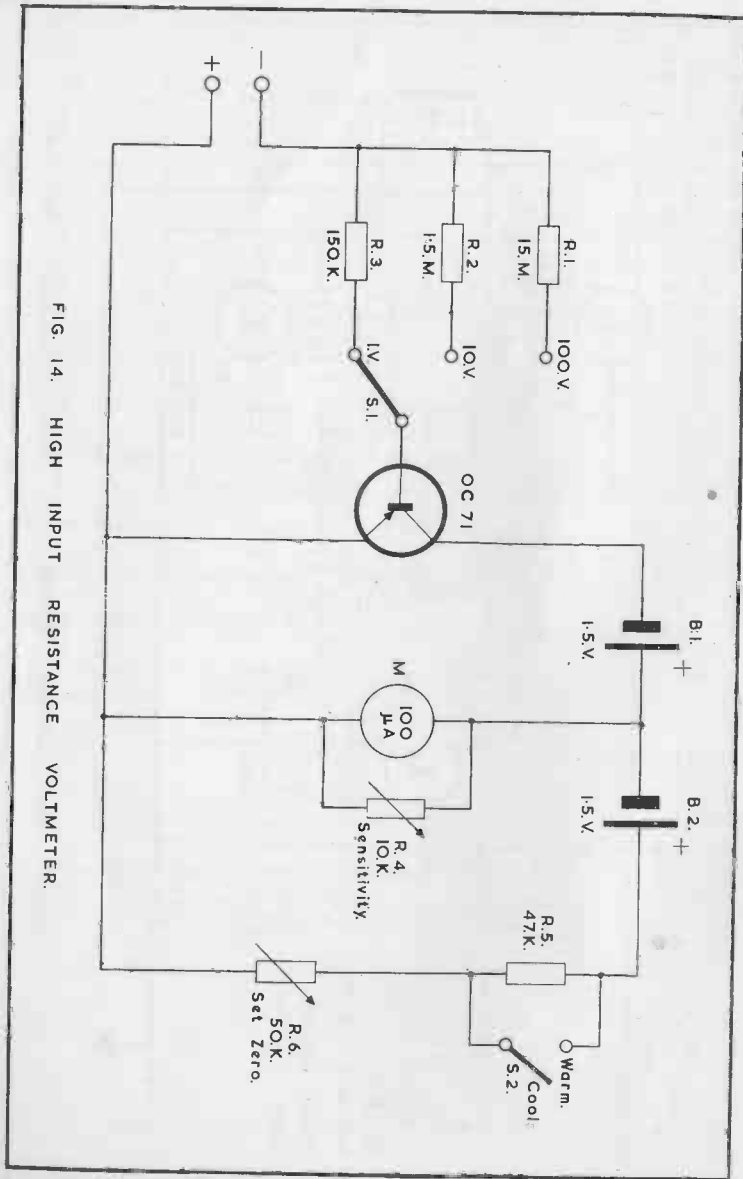 +
−
R.1.
15.M.
100.V.
R.2.
1·5.M.
10.V.
R.3.
150.K.
1.V.
S.1.
OC 71
B.1.
+
1·5.V.
B.2.
+
1·5.V.
M
100
µA
R.4.
10.K.
Sensitivity.
R.5.
47.K.
Warm.
Cool
S.2.
R.6.
50.K.
Set Zero.
FIG. 14. HIGH INPUT RESISTANCE VOLTMETER.